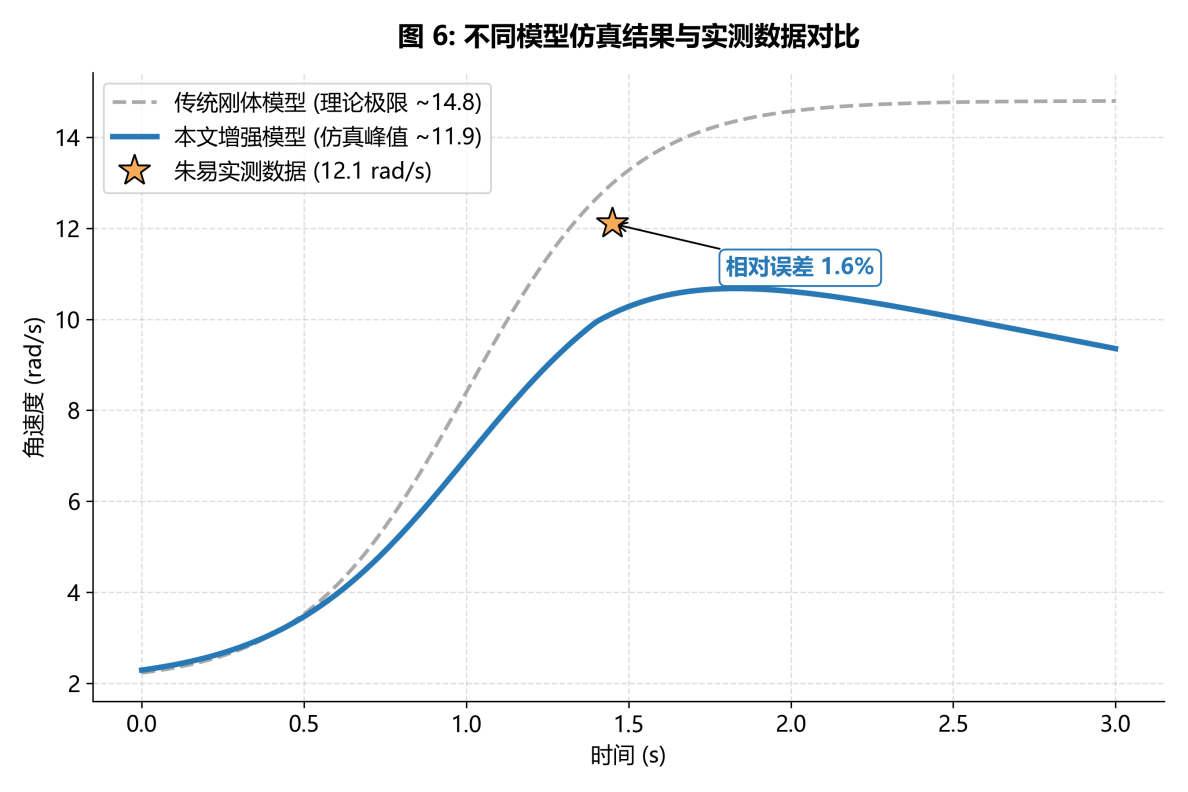 图 6: 不同模型仿真结果与实测数据对比
传统刚体模型 (理论极限 ~14.8)
本文增强模型 (仿真峰值 ~11.9)
朱易实测数据 (12.1 rad/s)
相对误差 1.6%
角速度 (rad/s)
14
12
10
8
6
4
2
0.0 0.5 1.0 1.5 2.0 2.5 3.0
时间 (s)